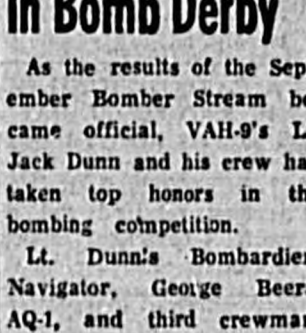 In Bomb Derby
As the results of the Sep
ember Bomber Stream be
came official, VAH-9's L
Jack Dunn and his crew ha
taken top honors in th
bombing competition.
Lt. Dunn's Bombardier
Navigator, George Beer
AQ-1, and third crewma